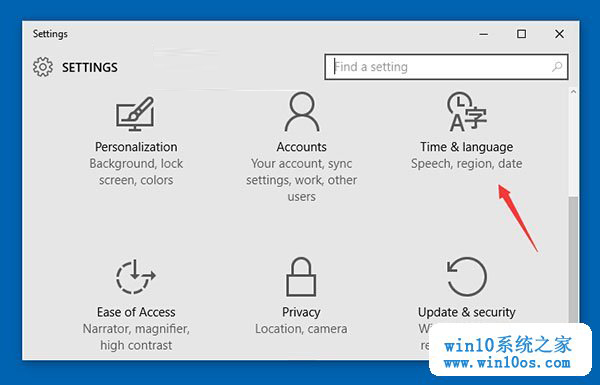 Settings
SETTINGS
Find a setting
字
A
Personalization
Background, lock
screen, colors
Accounts
Your account, sync
settings, work, other
users
Time & language
Speech, region, date
Ease of Access
Narrator, magnifier,
high contrast
Privacy
Location, camera
Update & security
win10系统之家
www.win10os.com